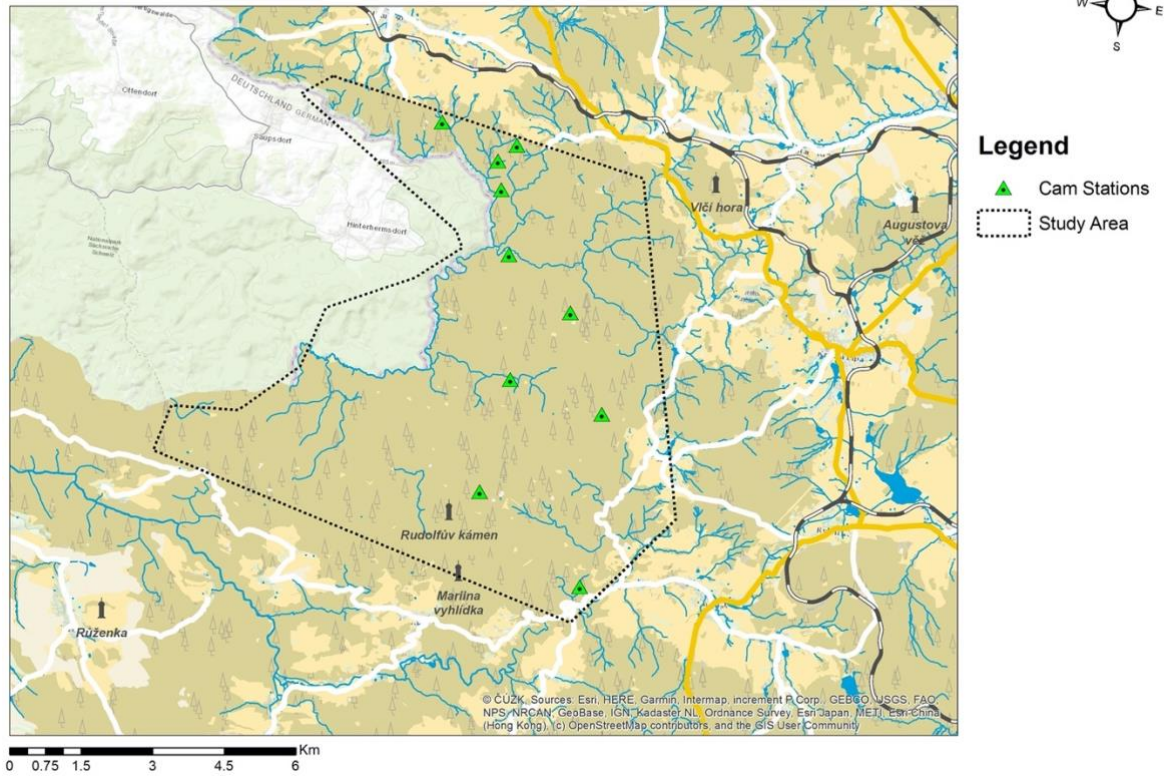 W
E
S
DEUTSCHLAND GERMANY
Ottendorf
Saupsdorf
Hinterhermsdorf
Nationalpark
Sächsische
Schweiz
Vlčí hora
Augustova
věž
Legend
Cam Stations
Study Area
Rudolfův kámen
Mariina
vyhlídka
Růženka
© ČÚZK, Sources: Esri, HERE, Garmin, Intermap, increment P Corp., GEBCO, USGS, FAO,
NPS, NRCAN, GeoBase, IGN, Kadaster NL, Ordnance Survey, Esri Japan, METI, Esri China
(Hong Kong), (c) OpenStreetMap contributors, and the GIS User Community
Km
0 0.75 1.5 3 4.5 6